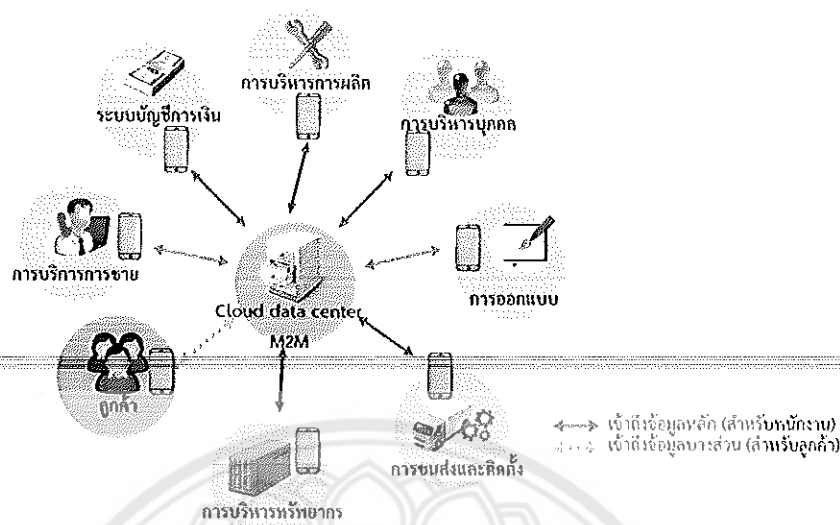 การบริหารการผลิต
ระบบบัญชีการเงิน
การบริหารบุคคล
การบริการการขาย
การออกแบบ
Cloud data center
M2M
ลูกค้า
การขนส่งและติดตั้ง
การบริหารทรัพยากร
เข้าถึงข้อมูลหลัก (สำหรับพนักงาน)
เข้าถึงข้อมูลบางส่วน (สำหรับลูกค้า)